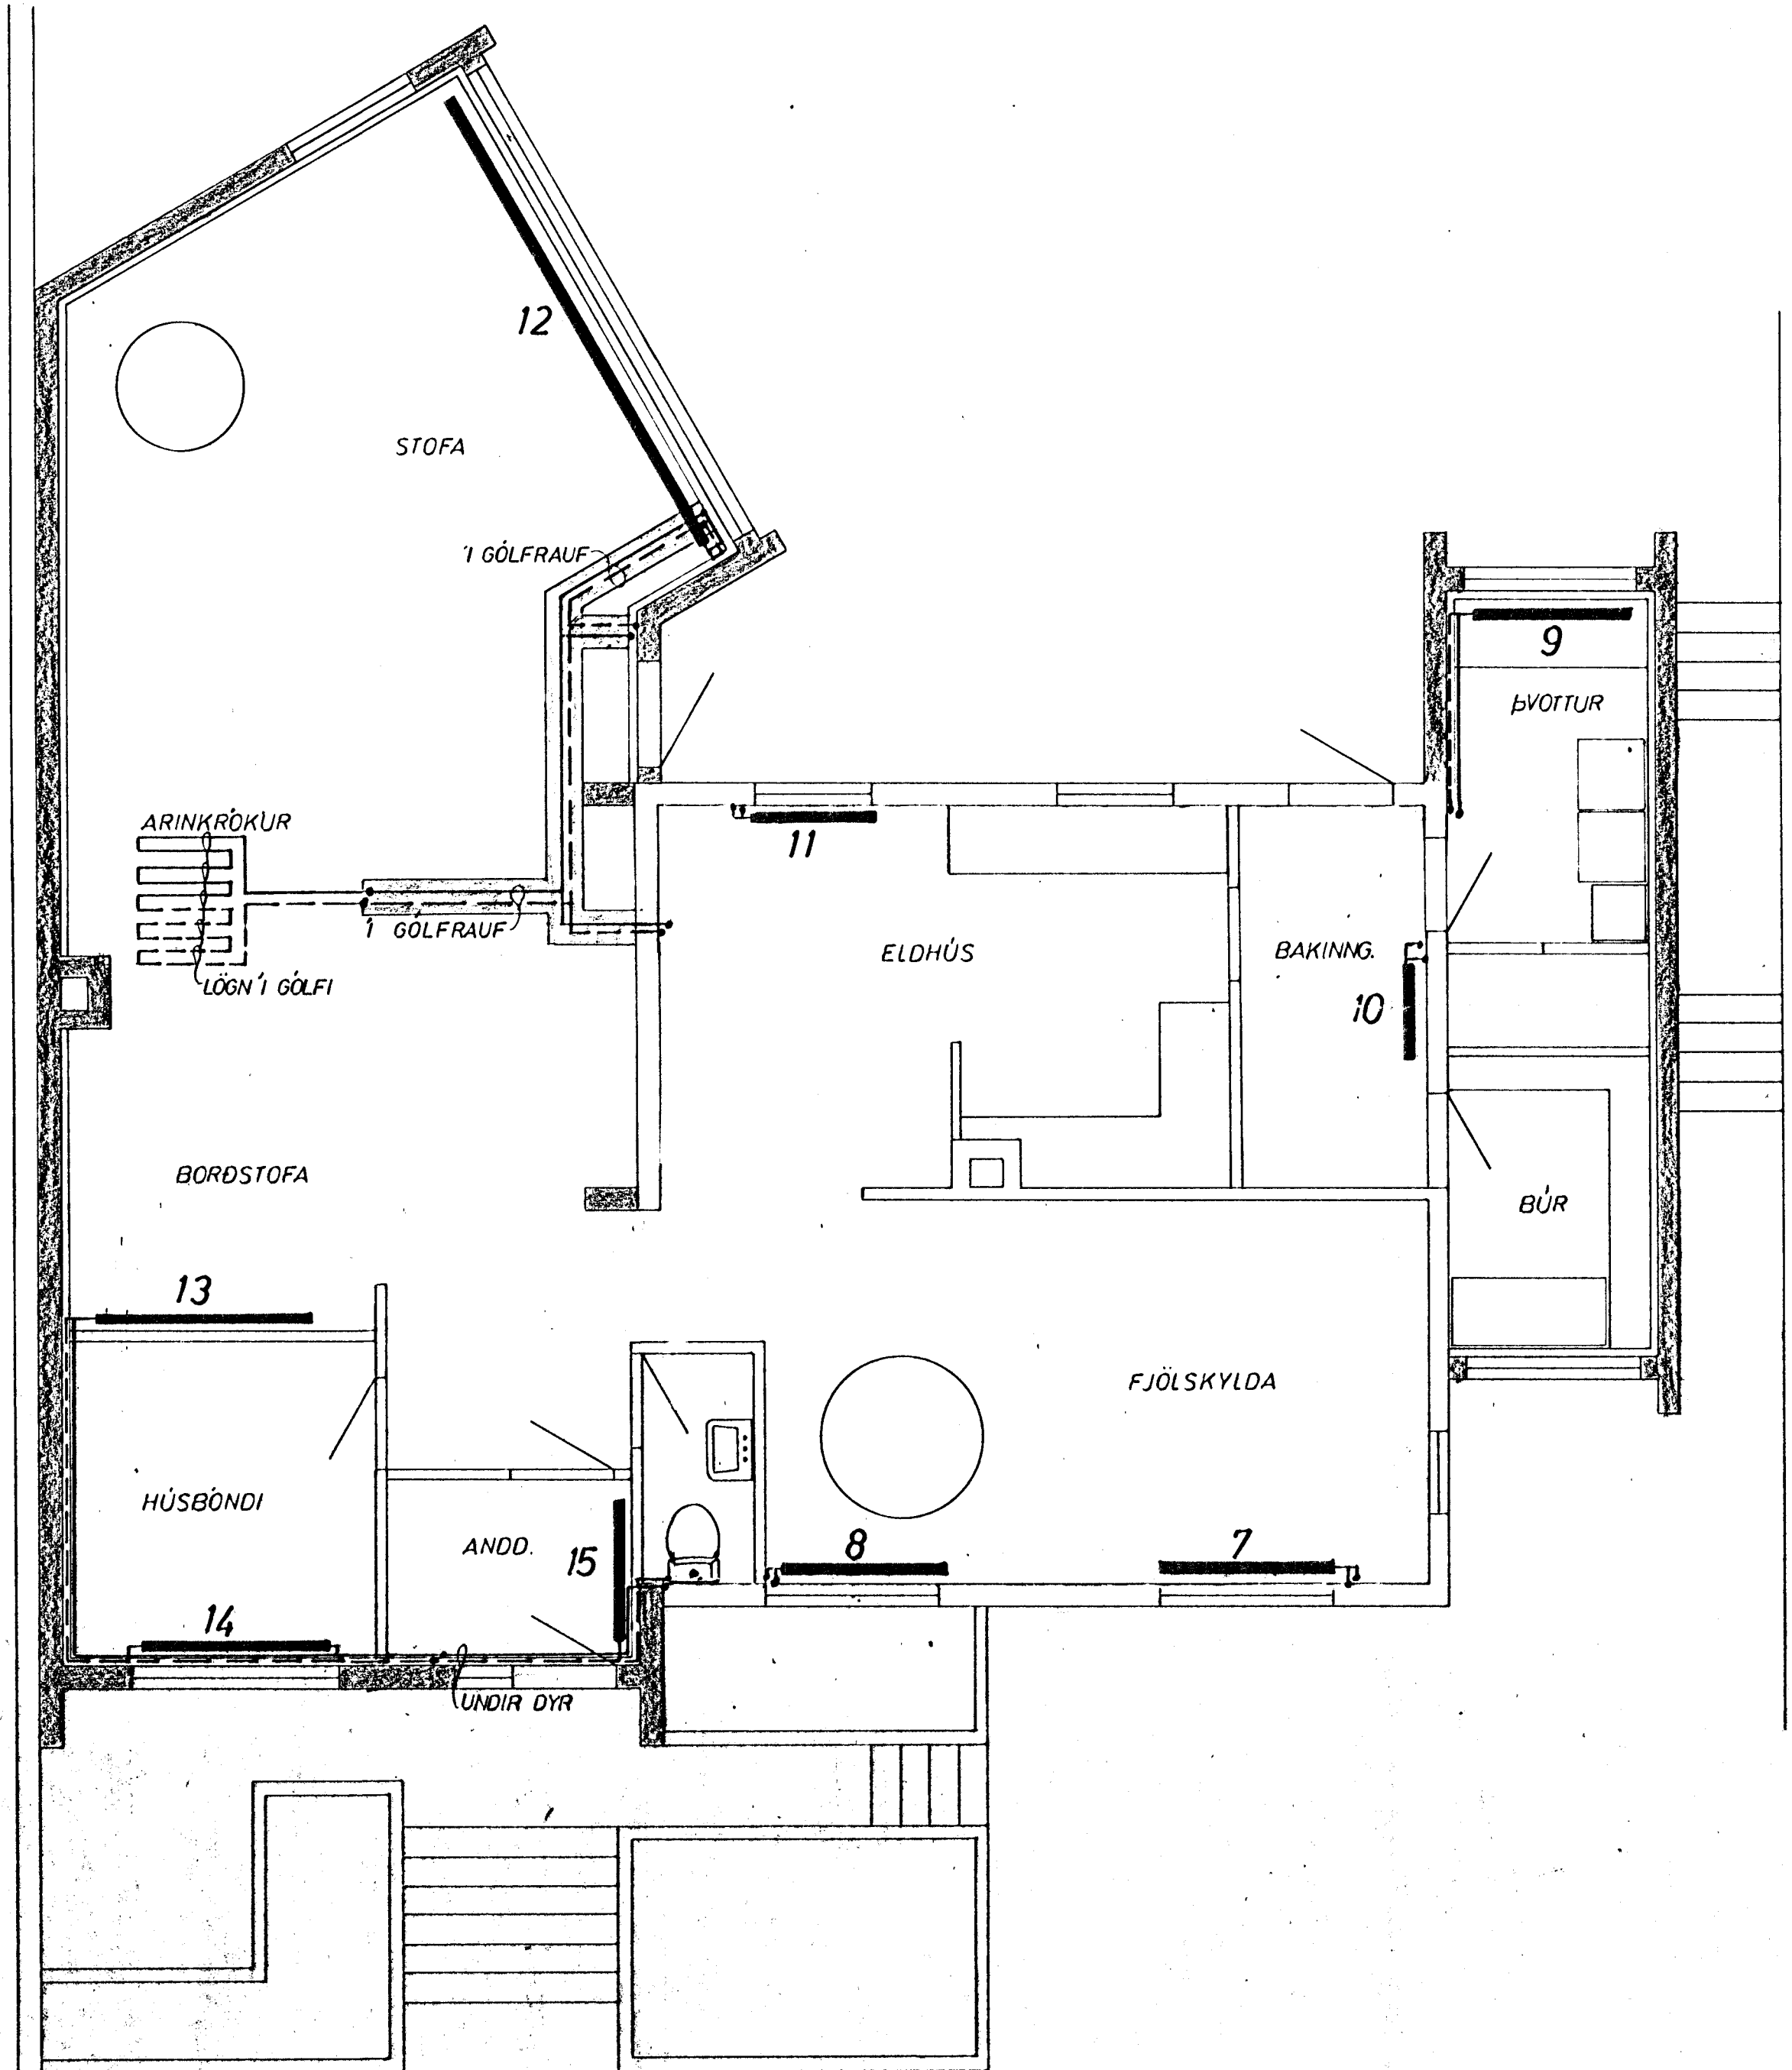 12
STOFA
Í GÓLFRAUF
9
ÞVOTTUR
ARINKRÓKUR
11
Í GÓLFRAUF
ELDHÚS
BAKINNG.
LÖGN Í GÓLFI
10
BORÐSTOFA
BÚR
13
FJÖLSKYLDA
HÚSBÓNDI
ANDD.
15
8
7
14
UNDIR DYR